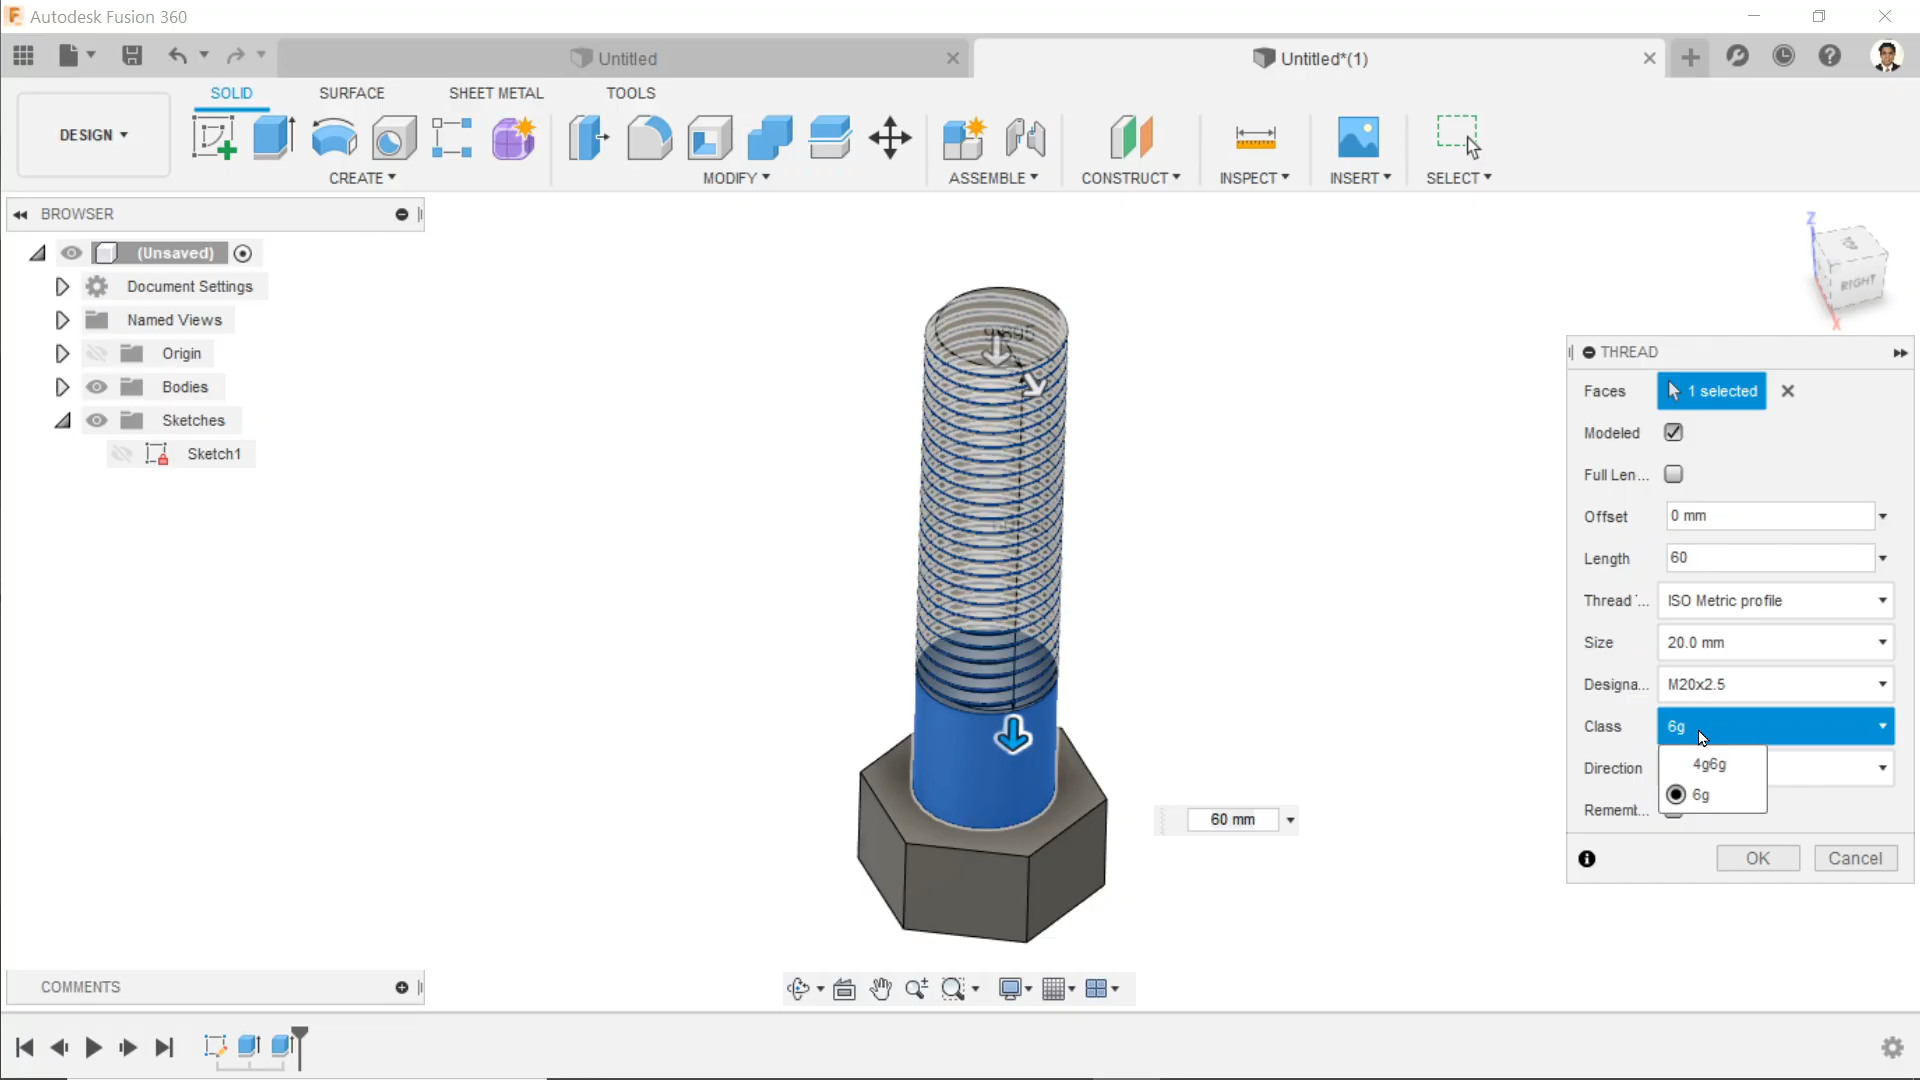 Autodesk Fusion 360
Untitled
Untitled*(1)
SOLID
SURFACE
SHEET METAL
TOOLS
DESIGN
CREATE
MODIFY
ASSEMBLE
CONSTRUCT
INSPECT
INSERT
SELECT
BROWSER
(Unsaved)
Document Settings
Named Views
Origin
Bodies
Sketches
Sketch1
Z
TOP
RIGHT
X
THREAD
Faces 1 selected
Modeled
Full Len...
Offset 0 mm
Length 60
Thread T... ISO Metric profile
Size 20.0 mm
Designa... M20x2.5
Class 6g
4g6g
6g
Direction
Rememt...
OK Cancel
60 mm
COMMENTS